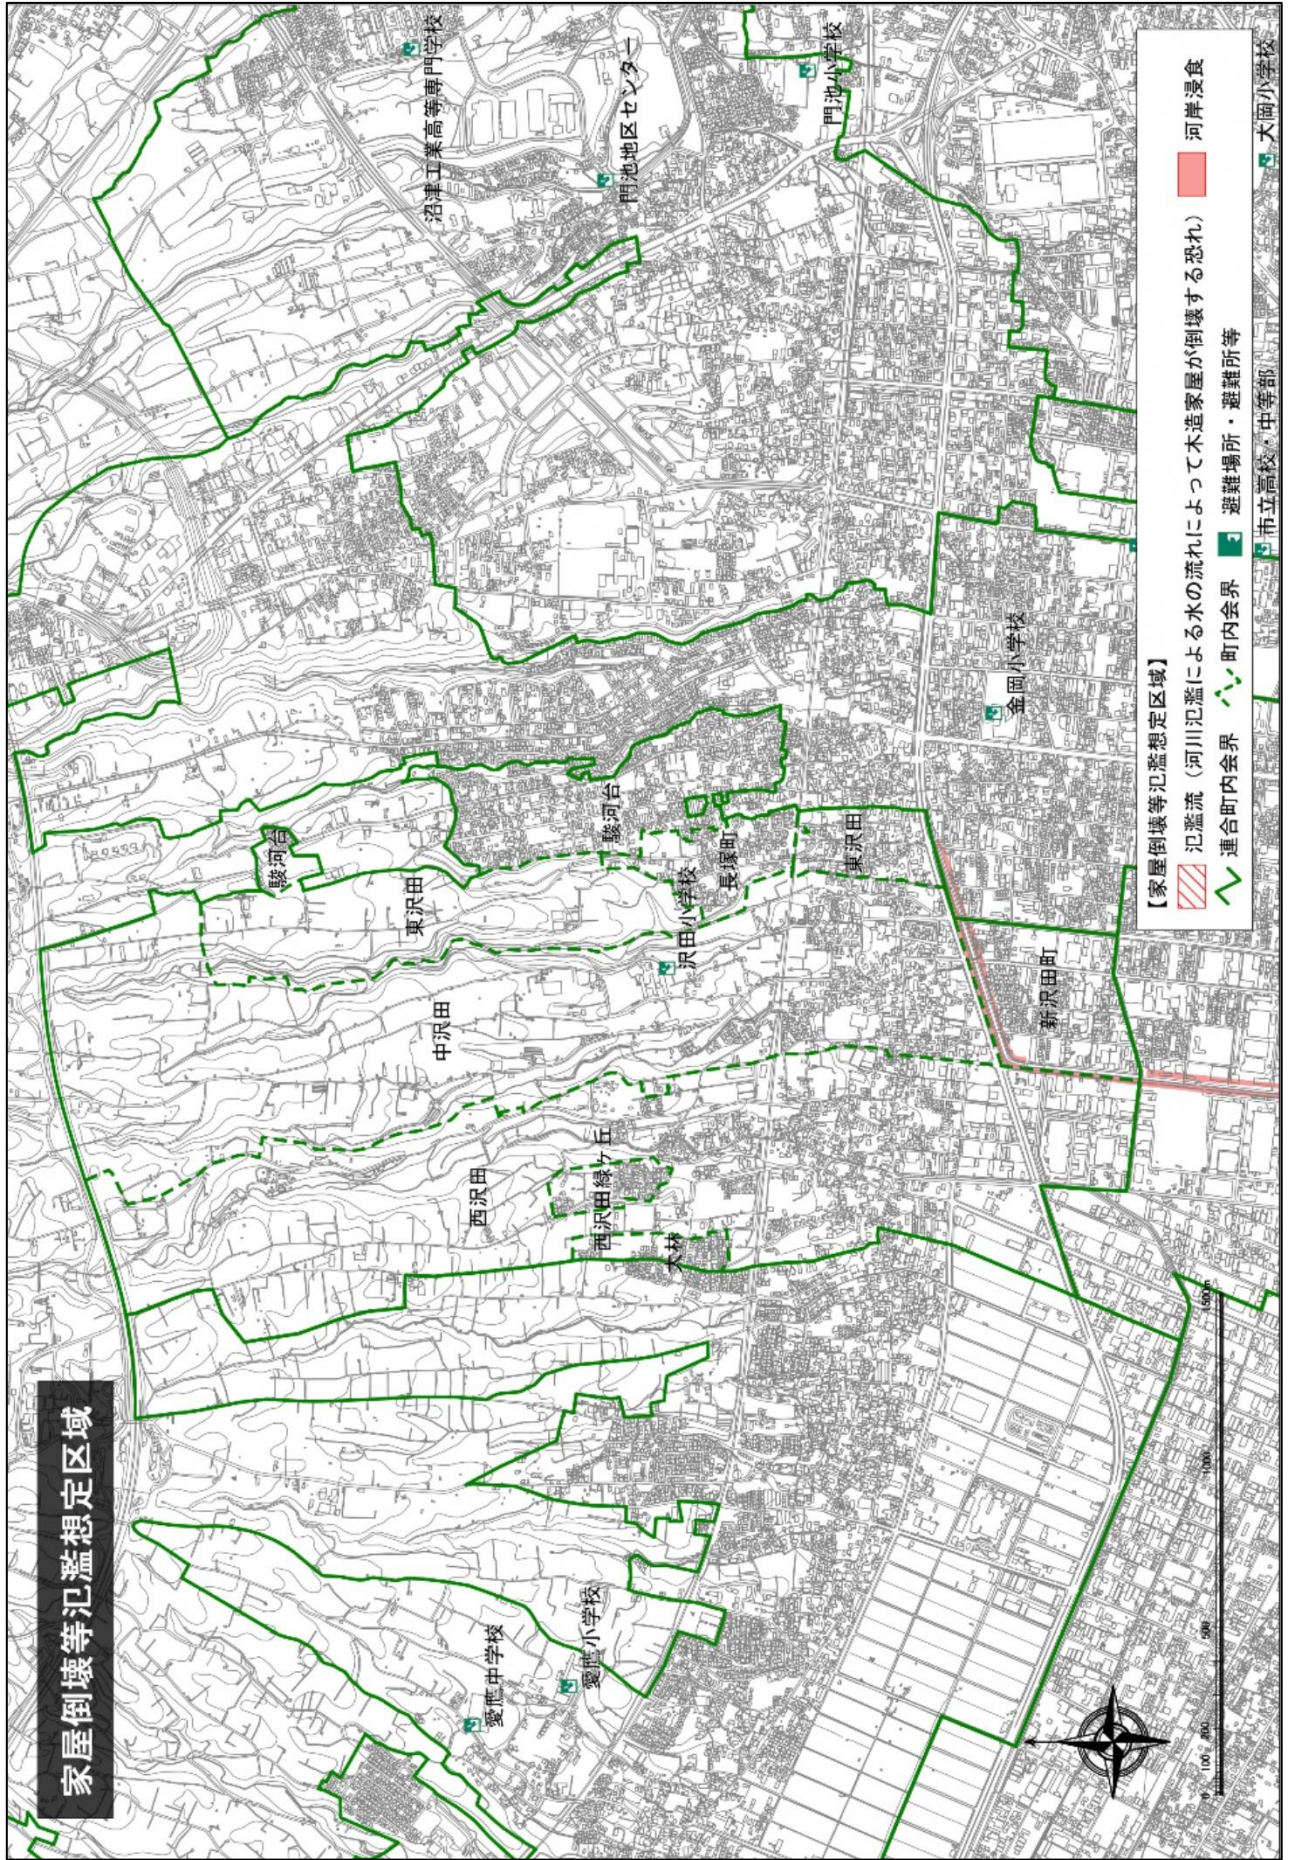 家屋倒壊等氾濫想定区域
沼津工業高等専門学校
門池地区センター
門池小学校
大岡小学校
市立高校・中等部
金岡小学校
駿河台
駿河台
長塚町
東沢田
東沢田
沢田小学校
中沢田
新沢田町
西沢田
西沢田緑ヶ丘
大林
愛鷹中学校
愛鷹小学校
【家屋倒壊等氾濫想定区域】
氾濫流（河川氾濫による水の流れによって木造家屋が倒壊する恐れ） 河岸浸食
連合町内会界 町内会界 避難場所・避難所等
0 100 200 500 1000 1500m